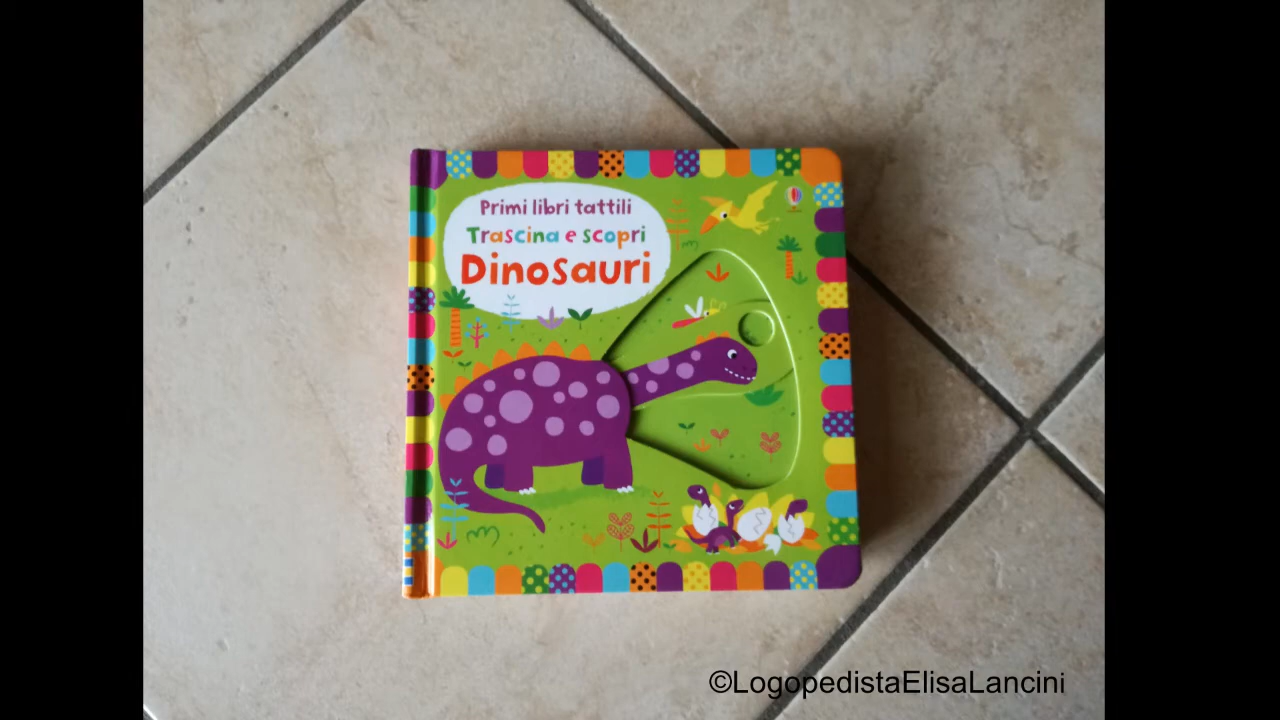 Primi libri tattili
Trascina e scopri
Dinosauri
©LogopedistaElisaLancini